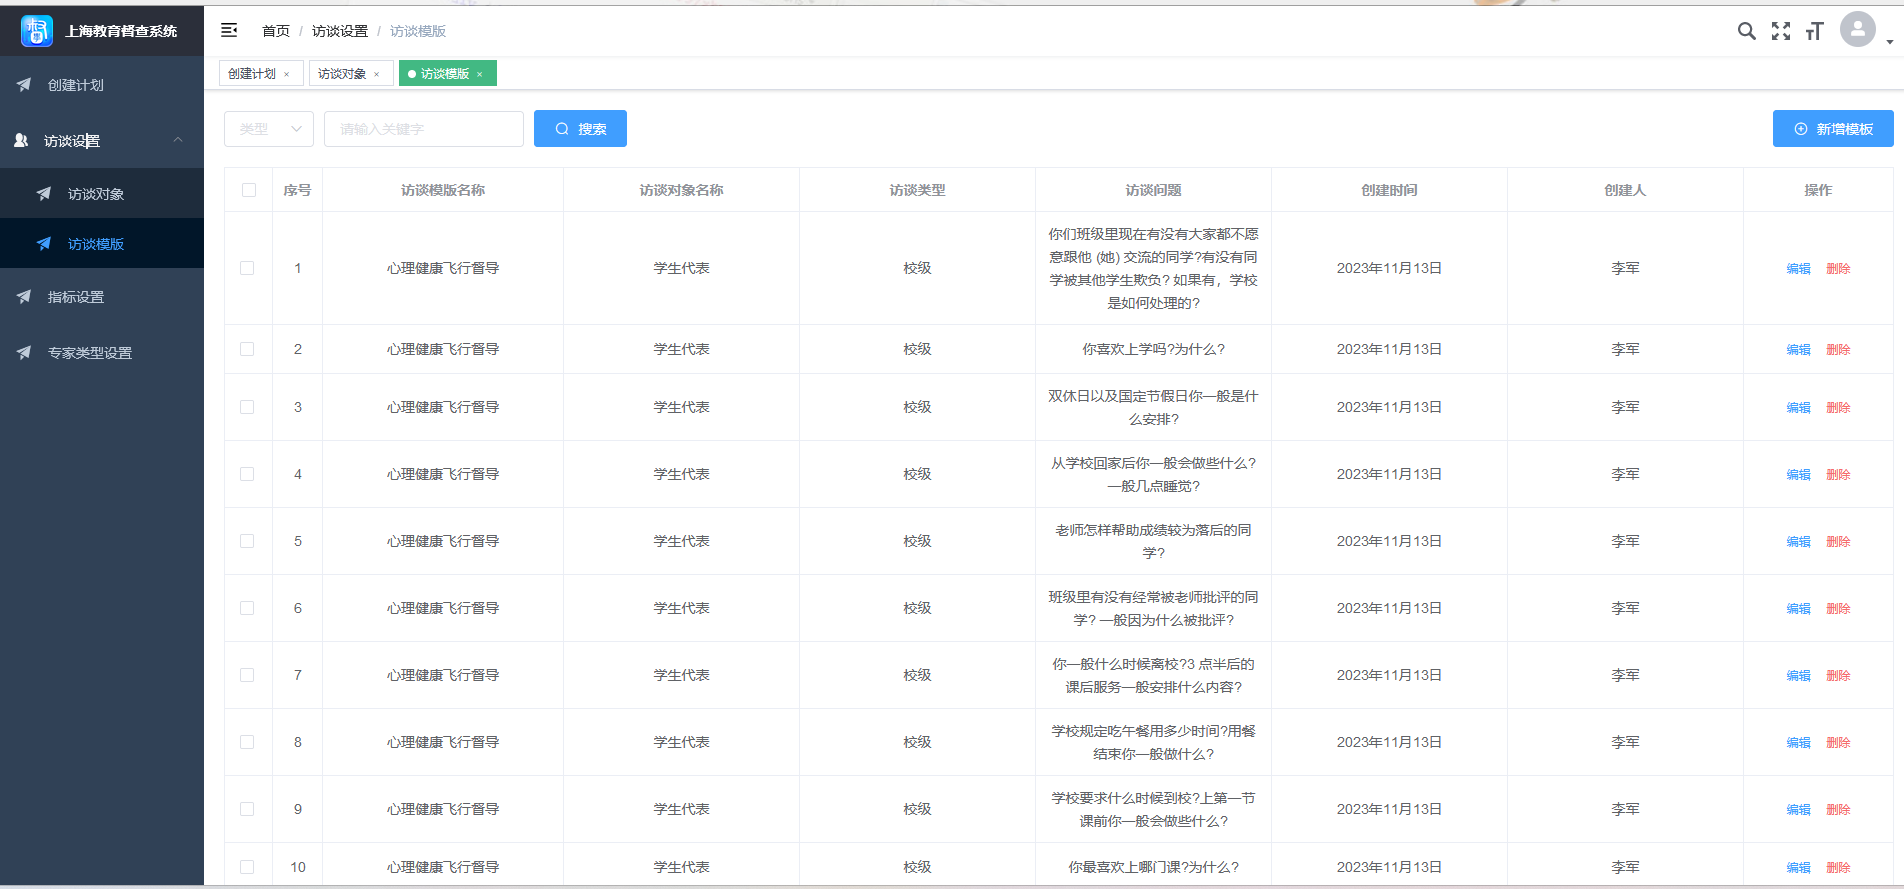 上海教育督查系统
创建计划
访谈设置
访谈对象
访谈模版
指标设置
专家类型设置
首页 / 访谈设置 / 访谈模版
创建计划 × 访谈对象 × 访谈模版 ×
类型 请输入关键字 搜索 新增模板
序号 访谈模版名称 访谈对象名称 访谈类型 访谈问题 创建时间 创建人 操作
1 心理健康飞行督导 学生代表 校级 你们班级里现在有没有大家都不愿
意跟他 (她) 交流的同学?有没有同
学被其他学生欺负? 如果有，学校
是如何处理的? 2023年11月13日 李军 编辑 删除
2 心理健康飞行督导 学生代表 校级 你喜欢上学吗?为什么? 2023年11月13日 李军 编辑 删除
3 心理健康飞行督导 学生代表 校级 双休日以及国定节假日你一般是什
么安排? 2023年11月13日 李军 编辑 删除
4 心理健康飞行督导 学生代表 校级 从学校回家后你一般会做些什么?
一般几点睡觉? 2023年11月13日 李军 编辑 删除
5 心理健康飞行督导 学生代表 校级 老师怎样帮助成绩较为落后的同
学? 2023年11月13日 李军 编辑 删除
6 心理健康飞行督导 学生代表 校级 班级里有没有经常被老师批评的同
学? 一般因为什么被批评? 2023年11月13日 李军 编辑 删除
7 心理健康飞行督导 学生代表 校级 你一般什么时候离校?3 点半后的
课后服务一般安排什么内容? 2023年11月13日 李军 编辑 删除
8 心理健康飞行督导 学生代表 校级 学校规定吃午餐用多少时间?用餐
结束你一般做什么? 2023年11月13日 李军 编辑 删除
9 心理健康飞行督导 学生代表 校级 学校要求什么时候到校?上第一节
课前你一般会做些什么? 2023年11月13日 李军 编辑 删除
10 心理健康飞行督导 学生代表 校级 你最喜欢上哪门课?为什么? 2023年11月13日 李军 编辑 删除